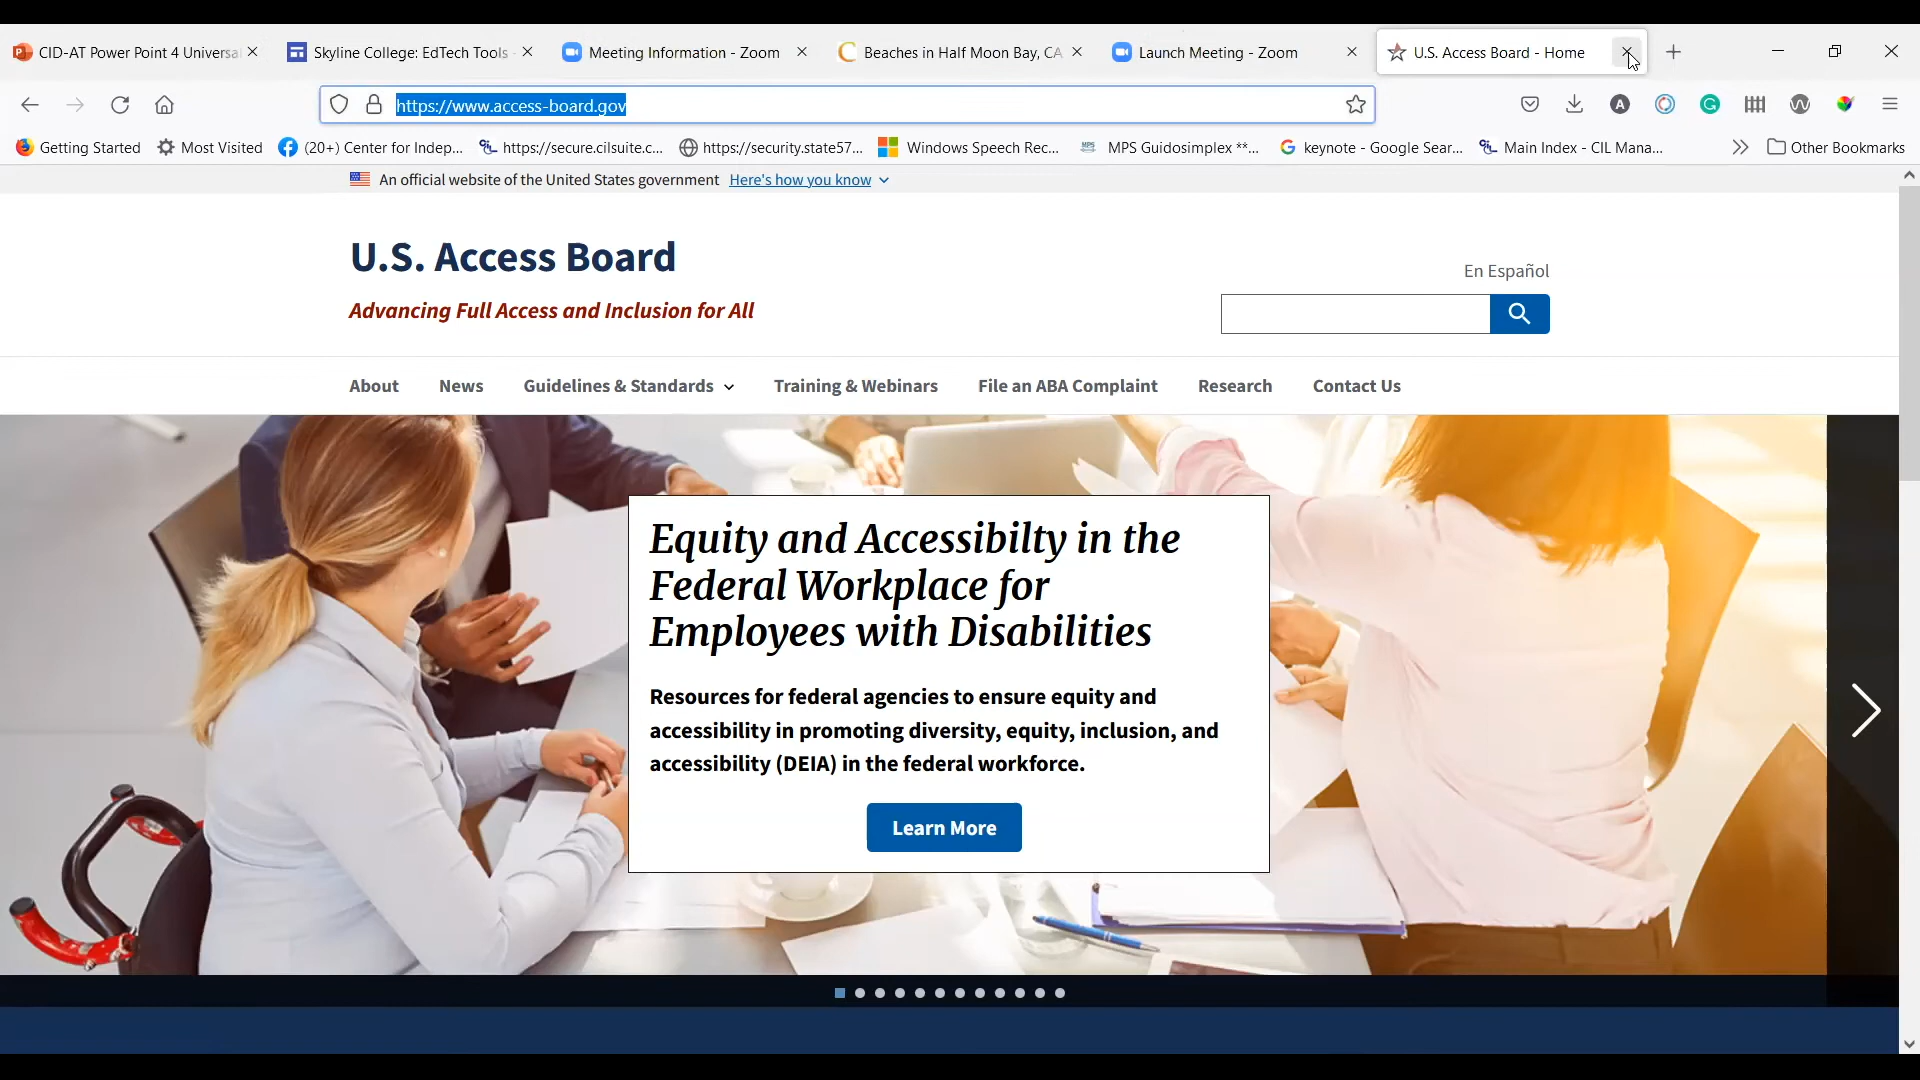 CID-AT Power Point 4 Universal
Skyline College: EdTech Tools -
Meeting Information - Zoom
Beaches in Half Moon Bay, CA
Launch Meeting - Zoom
U.S. Access Board - Home
https://www.access-board.gov
Getting Started
Most Visited
(20+) Center for Indep...
https://secure.cilsuite.c...
https://security.state57...
Windows Speech Rec...
MPS Guidosimplex **...
keynote - Google Sear...
Main Index - CIL Mana...
Other Bookmarks
An official website of the United States government Here's how you know
U.S. Access Board
En Español
Advancing Full Access and Inclusion for All
About News Guidelines & Standards Training & Webinars File an ABA Complaint Research Contact Us
Equity and Accessibilty in the
Federal Workplace for
Employees with Disabilities
Resources for federal agencies to ensure equity and
accessibility in promoting diversity, equity, inclusion, and
accessibility (DEIA) in the federal workforce.
Learn More